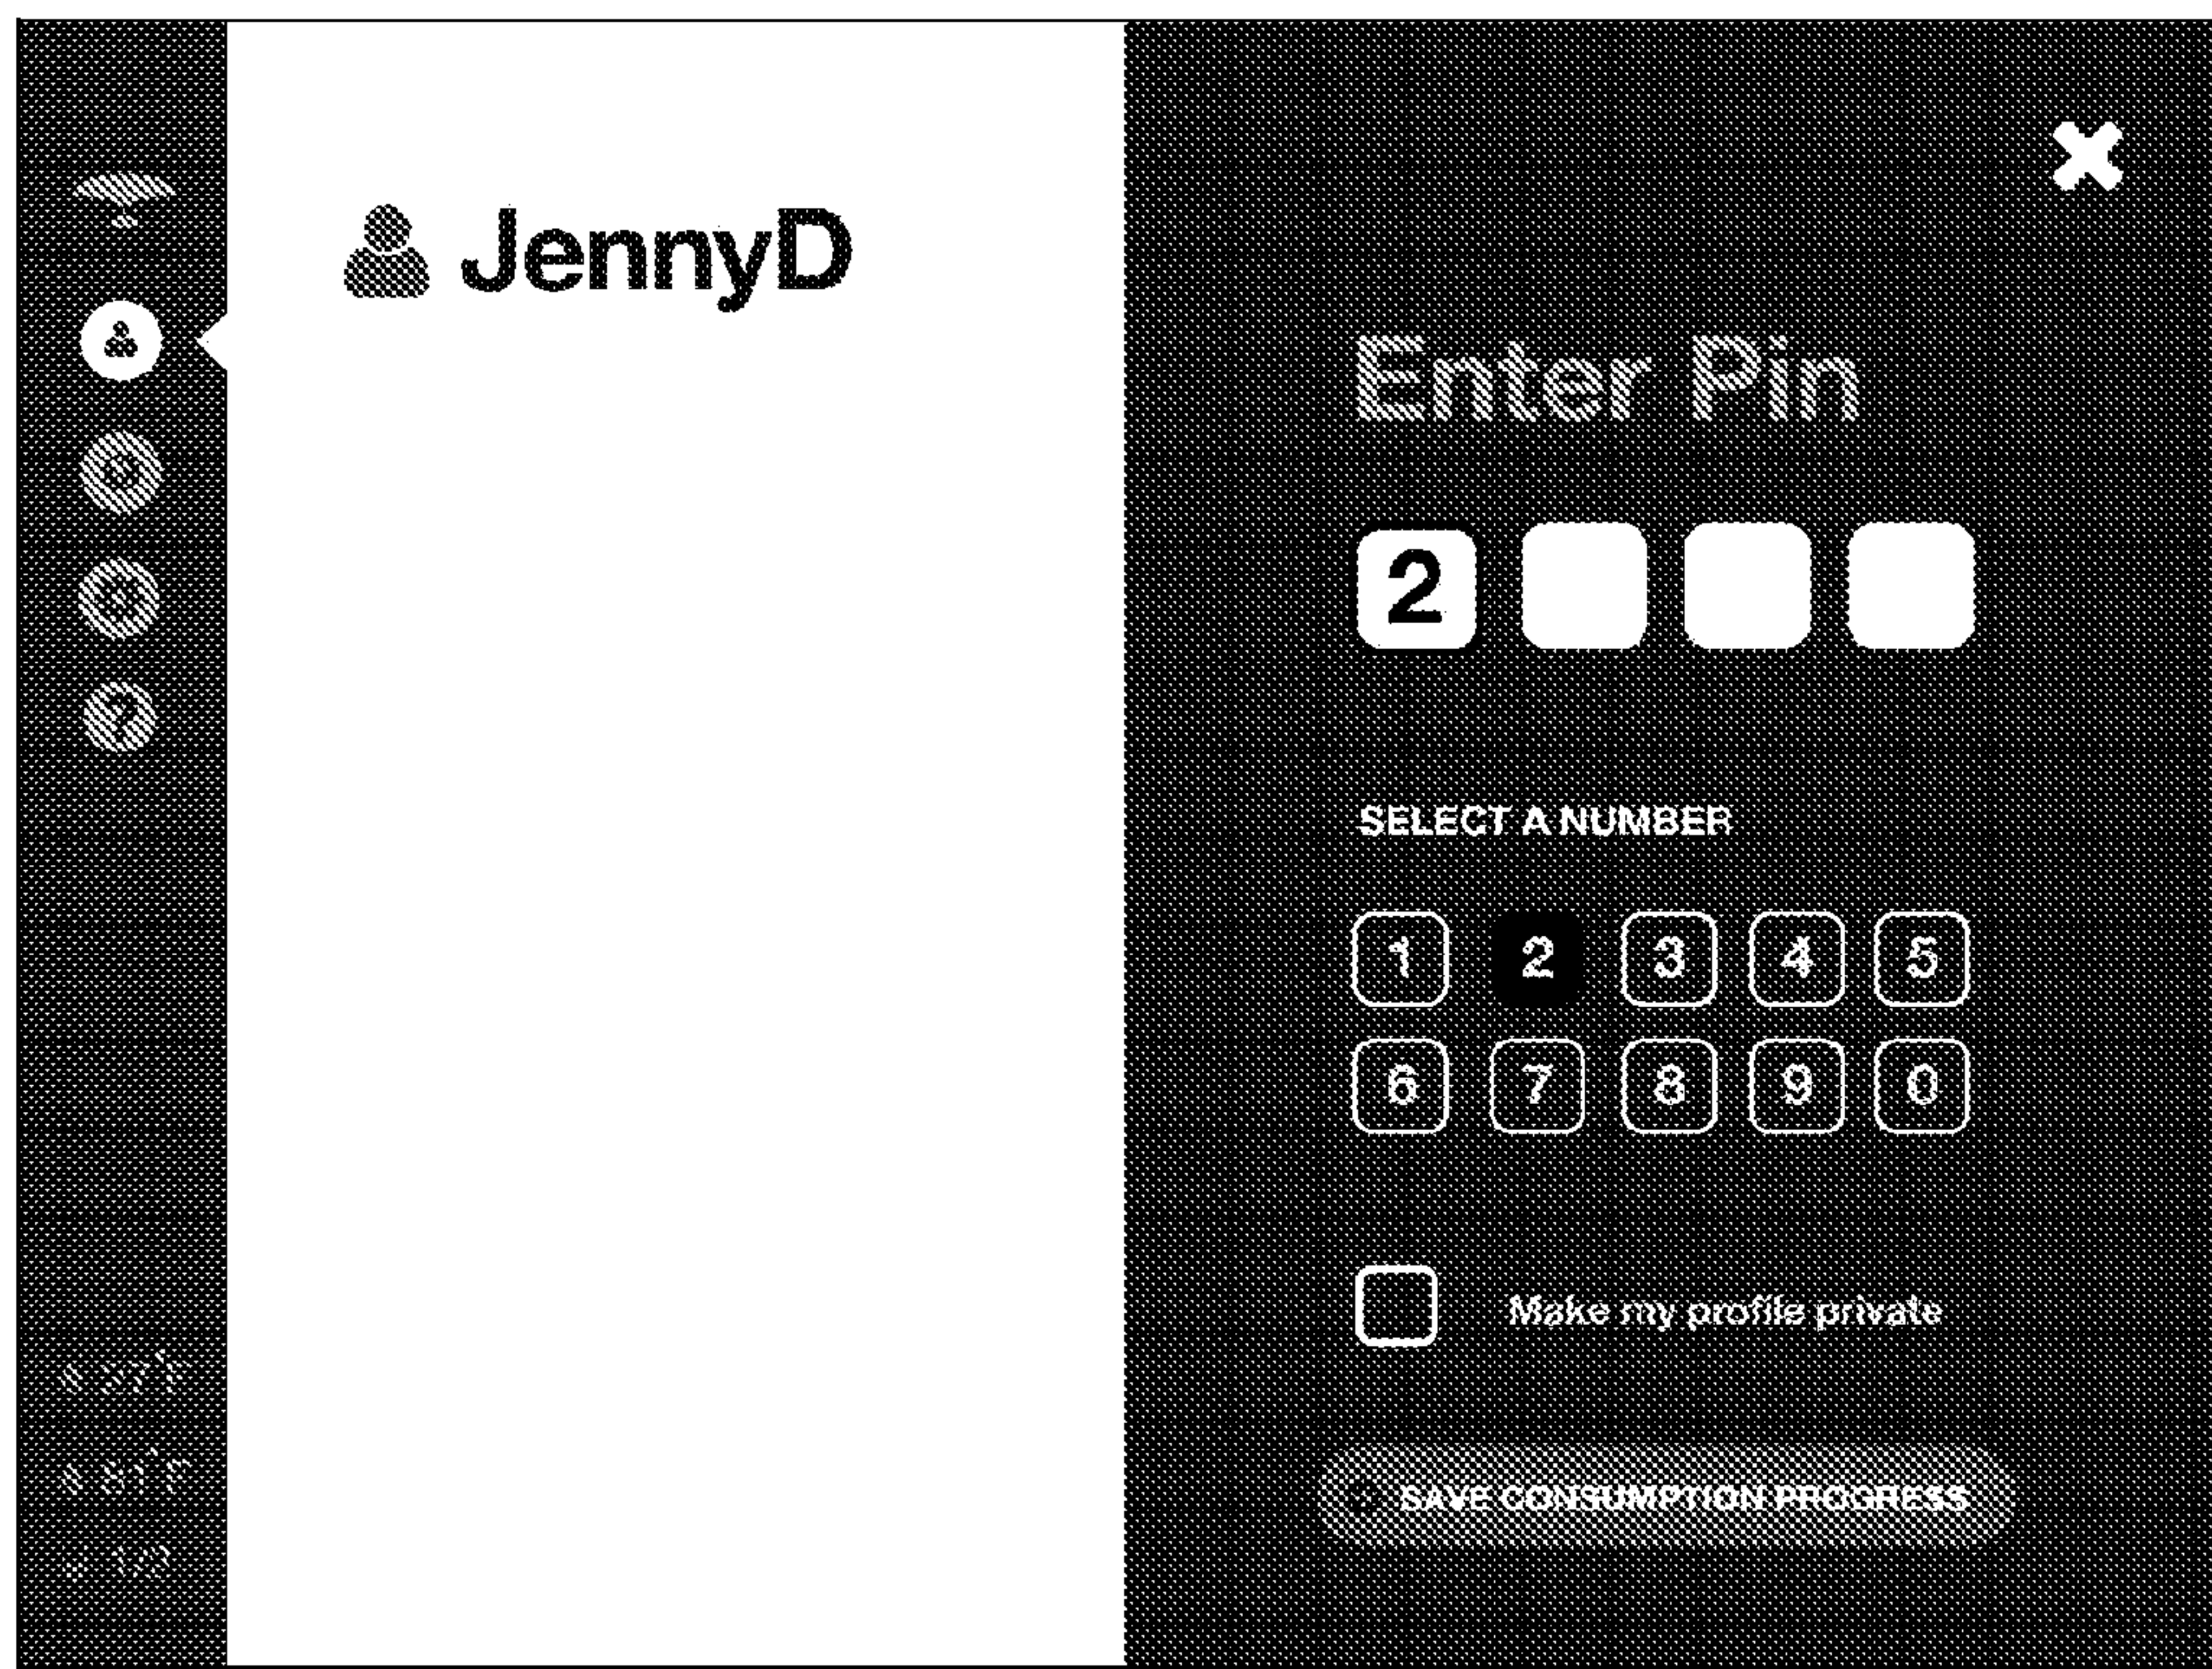 JennyD
Enter Pin
2
SELECT A NUMBER
1 2 3 4 5
6 7 8 9 0
Make my profile private
SAVE CONSUMPTION PROGRESS
?